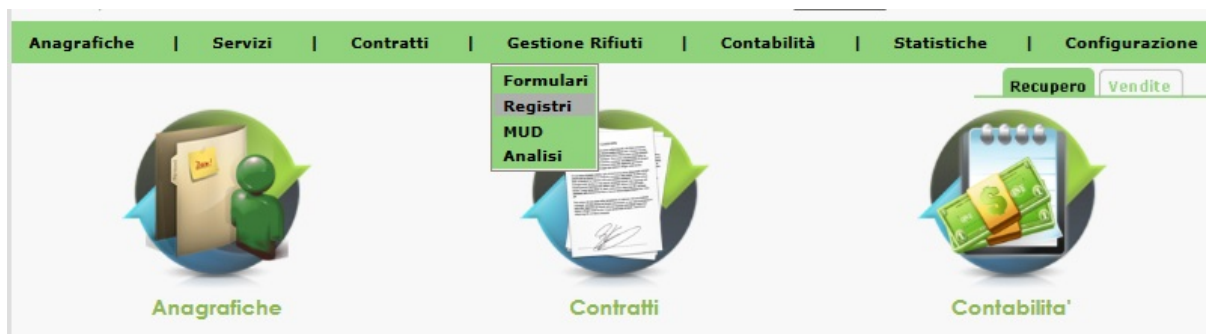 Anagrafiche | Servizi | Contratti | Gestione Rifiuti | Contabilità | Statistiche | Configurazione
Formulari
Registri
MUD
Analisi
Recupero Vendite
Anagrafiche
Contratti
Contabilita'